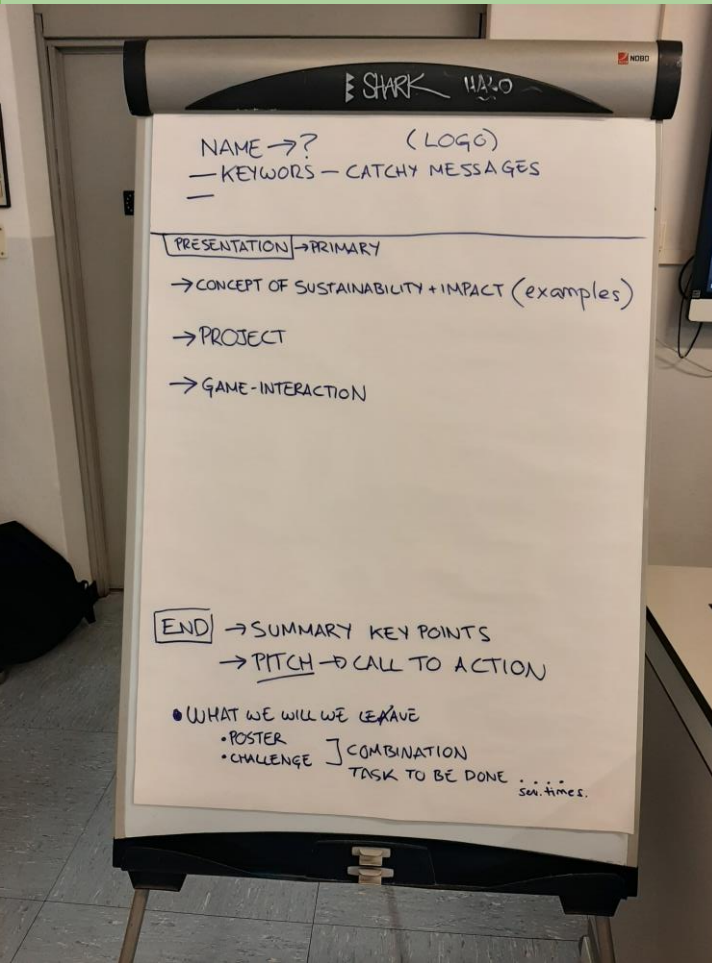 NOBO
SHARK HALO
NAME →? (LOGO)
— KEYWORS — CATCHY MESSAGES
—
PRESENTATION → PRIMARY
→ CONCEPT OF SUSTAINABILITY + IMPACT (examples)
→ PROJECT
→ GAME-INTERACTION
END → SUMMARY KEY POINTS
→ PITCH → CALL TO ACTION
• WHAT WE WILL WE LEAVE
• POSTER
• CHALLENGE ] COMBINATION
TASK TO BE DONE ....
sev. times.